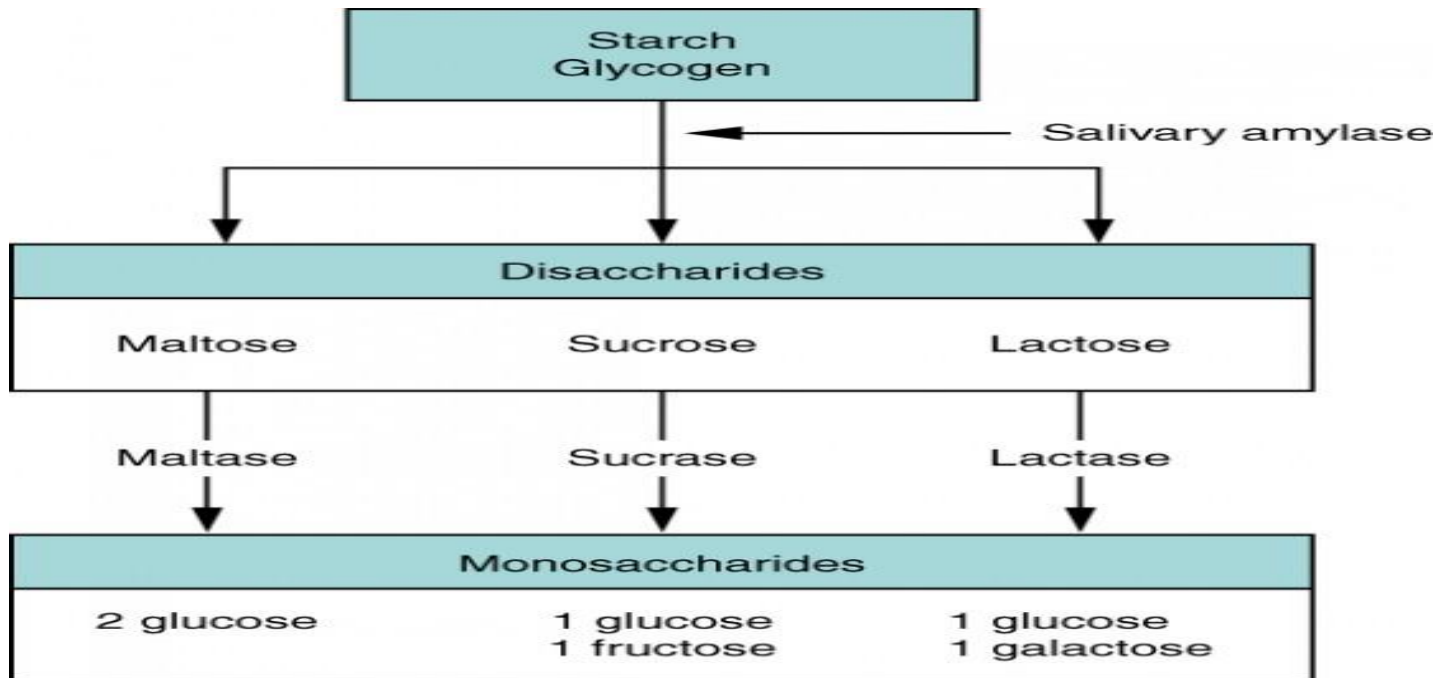 Starch
Glycogen
Salivary amylase
Disaccharides
Maltose Sucrose Lactose
Maltase Sucrase Lactase
Monosaccharides
2 glucose 1 glucose 1 glucose
1 fructose 1 galactose